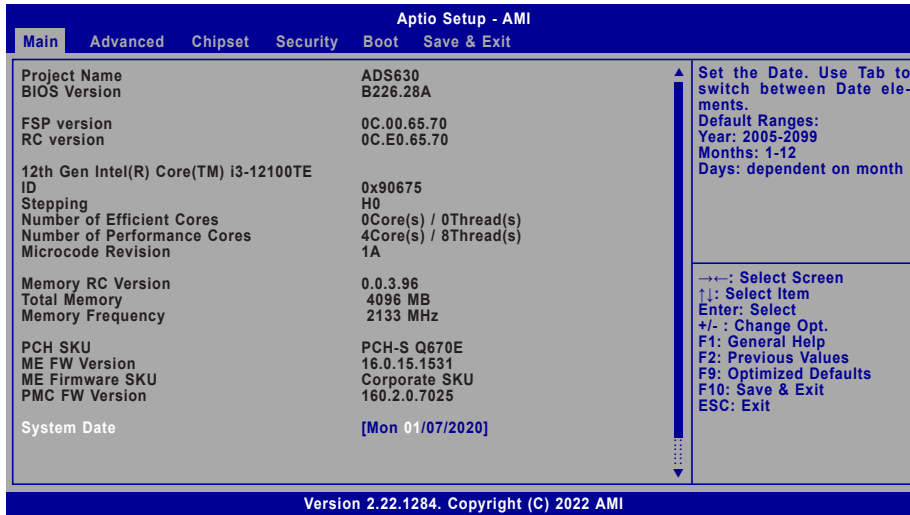 Aptio Setup - AMI
Main Advanced Chipset Security Boot Save & Exit
Project Name ADS630
BIOS Version B226.28A
FSP version 0C.00.65.70
RC version 0C.E0.65.70
12th Gen Intel(R) Core(TM) i3-12100TE
ID 0x90675
Stepping H0
Number of Efficient Cores 0Core(s) / 0Thread(s)
Number of Performance Cores 4Core(s) / 8Thread(s)
Microcode Revision 1A
Memory RC Version 0.0.3.96
Total Memory 4096 MB
Memory Frequency 2133 MHz
PCH SKU PCH-S Q670E
ME FW Version 16.0.15.1531
ME Firmware SKU Corporate SKU
PMC FW Version 160.2.0.7025
System Date [Mon 01/07/2020]
Set the Date. Use Tab to
switch between Date ele-
ments.
Default Ranges:
Year: 2005-2099
Months: 1-12
Days: dependent on month
→←: Select Screen
↑↓: Select Item
Enter: Select
+/- : Change Opt.
F1: General Help
F2: Previous Values
F9: Optimized Defaults
F10: Save & Exit
ESC: Exit
Version 2.22.1284. Copyright (C) 2022 AMI